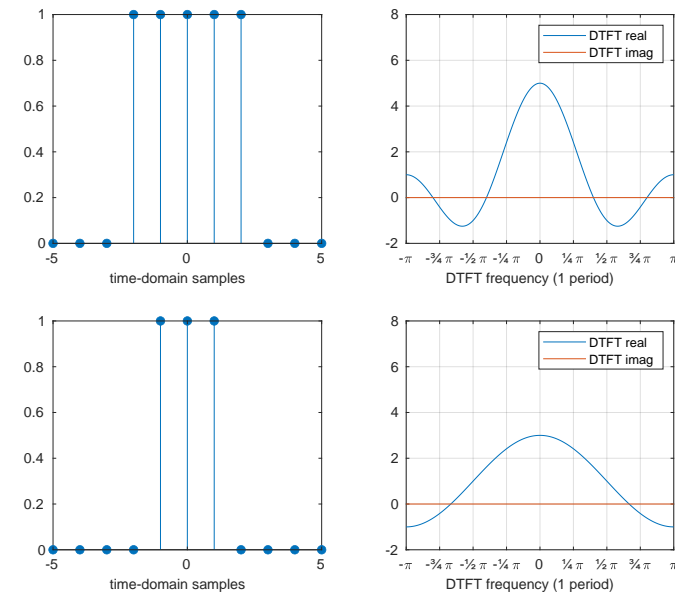 1
0.8
0.6
0.4
0.2
0
-5 0 5
time-domain samples
8
6
4
2
0
-2
DTFT real
DTFT imag
-π -¾ π -½ π -¼ π 0 ¼ π ½ π ¾ π π
DTFT frequency (1 period)
1
0.8
0.6
0.4
0.2
0
-5 0 5
time-domain samples
8
6
4
2
0
-2
DTFT real
DTFT imag
-π -¾ π -½ π -¼ π 0 ¼ π ½ π ¾ π π
DTFT frequency (1 period)